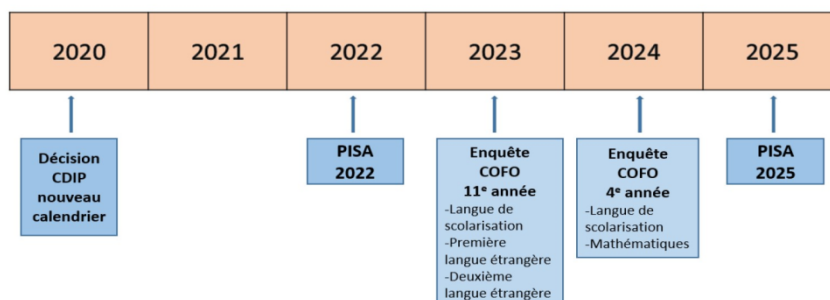 2020 2021 2022 2023 2024 2025
Décision
CDIP
nouveau
calendrier
PISA
2022
Enquête
COFO
11e année
-Langue de
scolarisation
-Première
langue étrangère
-Deuxième
langue étrangère
Enquête
COFO
4e année
-Langue de
scolarisation
-Mathématiques
PISA
2025